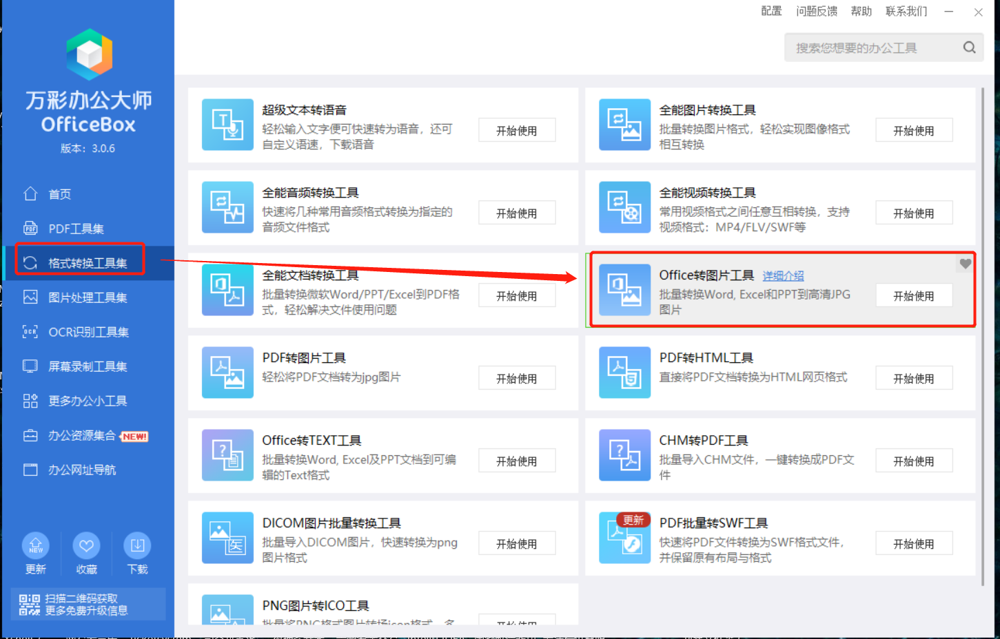 配置 问题反馈 帮助 联系我们
搜索您想要的办公工具
万彩办公大师
OfficeBox
版本：3.0.6
首页
PDF工具集
格式转换工具集
图片处理工具集
OCR
OCR识别工具集
屏幕录制工具集
更多办公小工具
办公资源集合 NEW!
办公网址导航
NEW
更新 收藏 下载
扫描二维码获取
更多免费升级信息
超级文本转语音
轻松输入文字便可快速转为语音，还可
自定义语速，下载语音
开始使用
全能图片转换工具
批量转换图片格式，轻松实现图像格式
相互转换
开始使用
全能音频转换工具
快速将几种常用音频格式转换为指定的
音频文件格式
开始使用
全能视频转换工具
常用视频格式之间任意互相转换，支持
视频格式：MP4/FLV/SWF等
开始使用
全能文档转换工具
批量转换微软Word/PPT/Excel到PDF格
式，轻松解决文件使用问题
开始使用
Office转图片工具 详细介绍
批量转换Word, Excel和PPT到高清JPG
图片
开始使用
PDF转图片工具
轻松将PDF文档转为jpg图片
开始使用
PDF转HTML工具
直接将PDF文档转换为HTML网页格式
开始使用
Office转TEXT工具
批量转换Word, Excel及PPT文档到可编
辑的Text格式
开始使用
CHM转PDF工具
批量导入CHM文件，一键转换成PDF文
件
开始使用
DICOM图片批量转换工具
批量导入DICOM图片，快速转换为png
图片格式
开始使用
更新
PDF批量转SWF工具
快速将PDF文件转换为SWF格式文件，
并保留原有布局与格式
开始使用
PNG图片转ICO工具
批量将PNG格式图片转场icon格式，多
开始使用